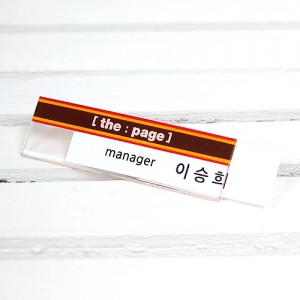 [ the : page ]
manager 이승희